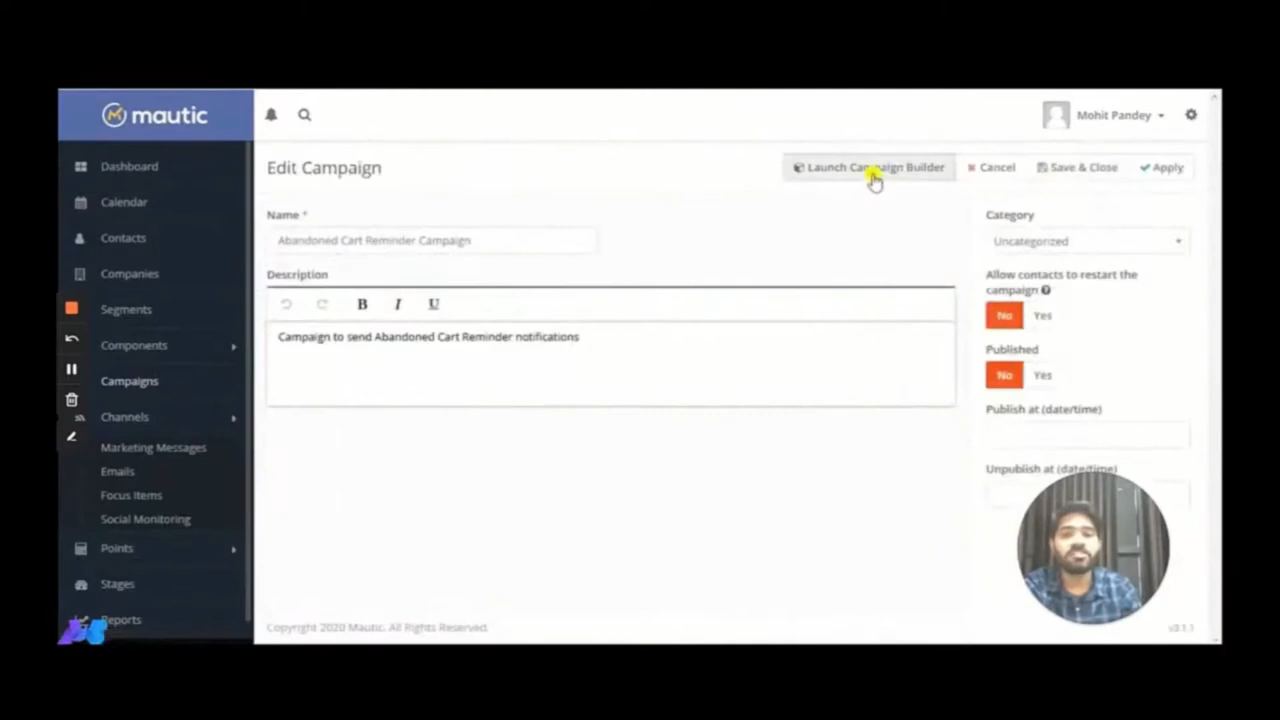 mautic
Mohit Pandey
Dashboard
Calendar
Contacts
Companies
Segments
Components
Campaigns
Channels
Marketing Messages
Emails
Focus Items
Social Monitoring
Points
Stages
Reports
Edit Campaign
Launch Campaign Builder
Cancel
Save & Close
Apply
Name *
Abandoned Cart Reminder Campaign
Description
B I U
Campaign to send Abandoned Cart Reminder notifications
Category
Uncategorized
Allow contacts to restart the
campaign
No Yes
Published
No Yes
Publish at (date/time)
Unpublish at (date/time)
Copyright 2020 Mautic. All Rights Reserved.
v3.1.1